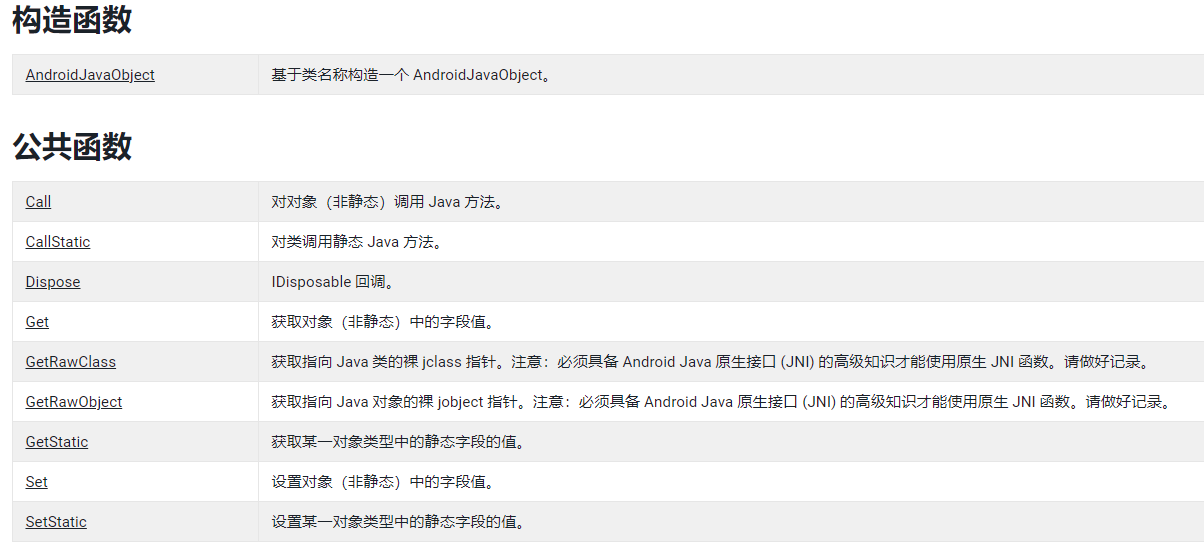 构造函数
AndroidJavaObject 基于类名称构造一个 AndroidJavaObject。
公共函数
Call 对对象（非静态）调用 Java 方法。
CallStatic 对类调用静态 Java 方法。
Dispose IDisposable 回调。
Get 获取对象（非静态）中的字段值。
GetRawClass 获取指向 Java 类的裸 jclass 指针。注意：必须具备 Android Java 原生接口 (JNI) 的高级知识才能使用原生 JNI 函数。请做好记录。
GetRawObject 获取指向 Java 对象的裸 jobject 指针。注意：必须具备 Android Java 原生接口 (JNI) 的高级知识才能使用原生 JNI 函数。请做好记录。
GetStatic 获取某一对象类型中的静态字段的值。
Set 设置对象（非静态）中的字段值。
SetStatic 设置某一对象类型中的静态字段的值。